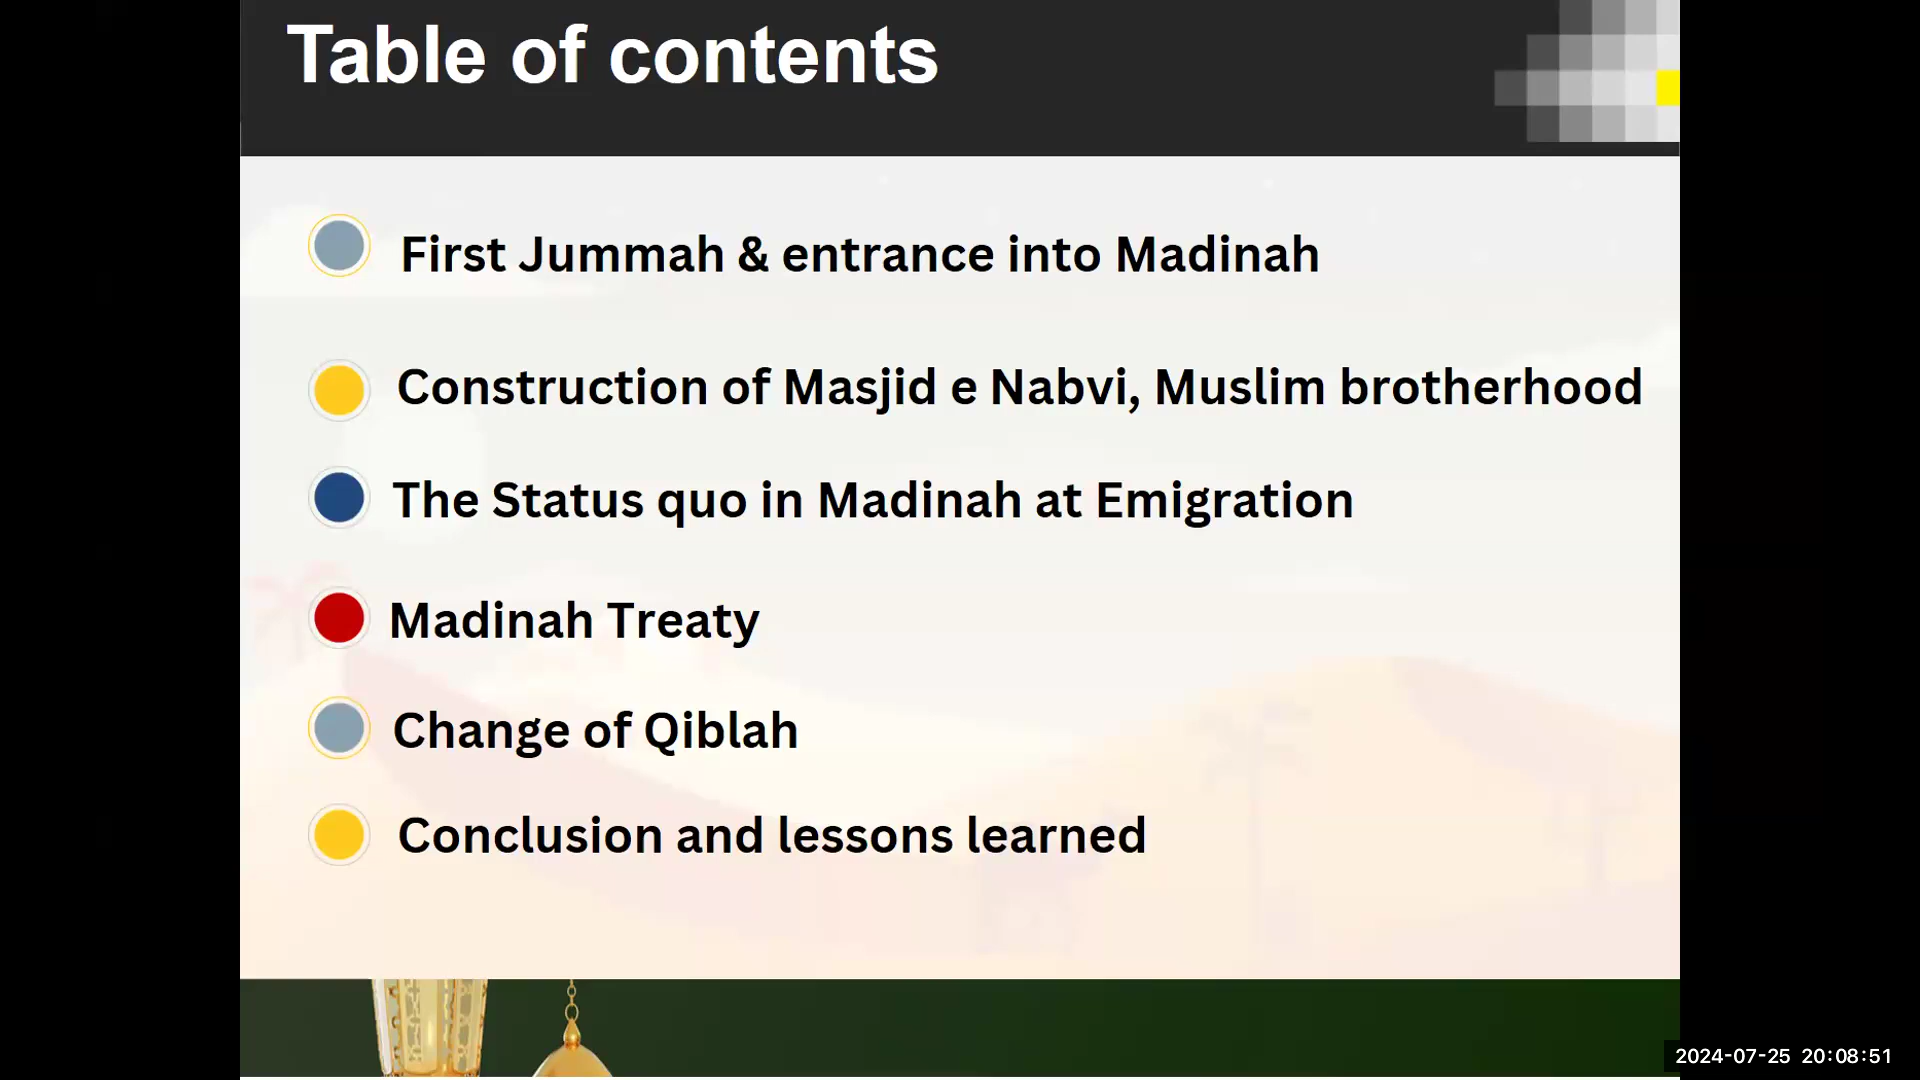 Table of contents
First Jummah & entrance into Madinah
Construction of Masjid e Nabvi, Muslim brotherhood
The Status quo in Madinah at Emigration
Madinah Treaty
Change of Qiblah
Conclusion and lessons learned
2024-07-25 20:08:51